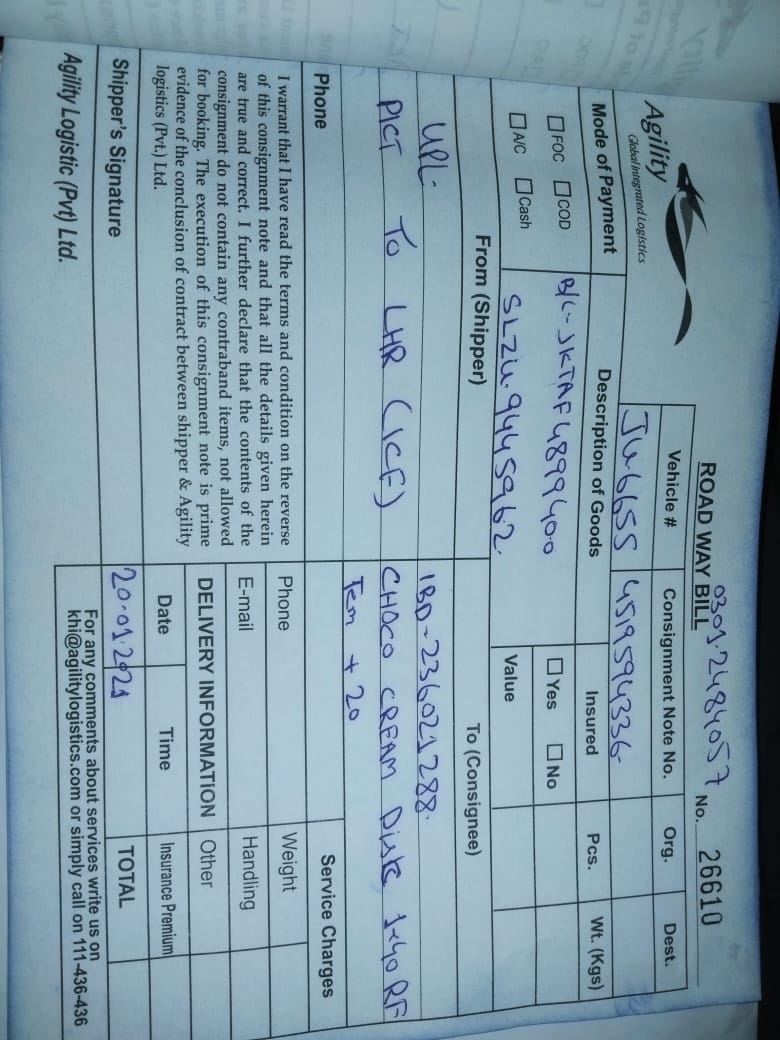 0301-2484057
ROAD WAY BILL No. 26610
Agility
Global Integrated Logistics
Vehicle # Consignment Note No. Org. Dest.
JU-6655 4519594336-
Mode of Payment Description of Goods Insured Pcs. Wt. (Kgs)
FOC COD B/L-JKTAF4899400 Yes No
A/C Cash SLZU-9445962. Value
From (Shipper) To (Consignee)
UPL- IBD-236021288.
PICT TO LHR (ICF) CHOCO CREAM Disk 1x40 RF
Tem + 20
Phone Service Charges
I warrant that I have read the terms and condition on the reverse
of this consignment note and that all the details given herein
are true and correct. I further declare that the contents of the
consignment do not contain any contraband items, not allowed
for booking. The execution of this consignment note is prime
evidence of the conclusion of contract between shipper & Agility
logistics (Pvt.) Ltd.
Phone Weight
E-mail Handling
DELIVERY INFORMATION Other
Date Time Insurance Premium
Shipper's Signature 20-01-2021 TOTAL
Agility Logistic (Pvt) Ltd.
For any comments about services write us on
khi@agilitylogistics.com or simply call on 111-436-436